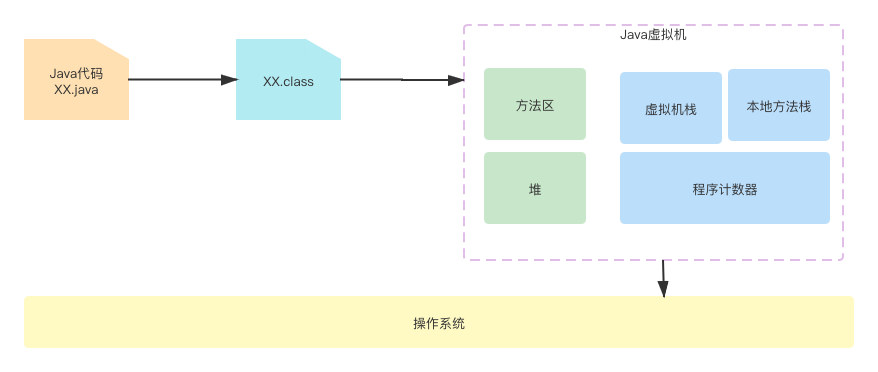 Java代码
XX.java
XX.class
Java虚拟机
方法区
虚拟机栈
本地方法栈
堆
程序计数器
操作系统